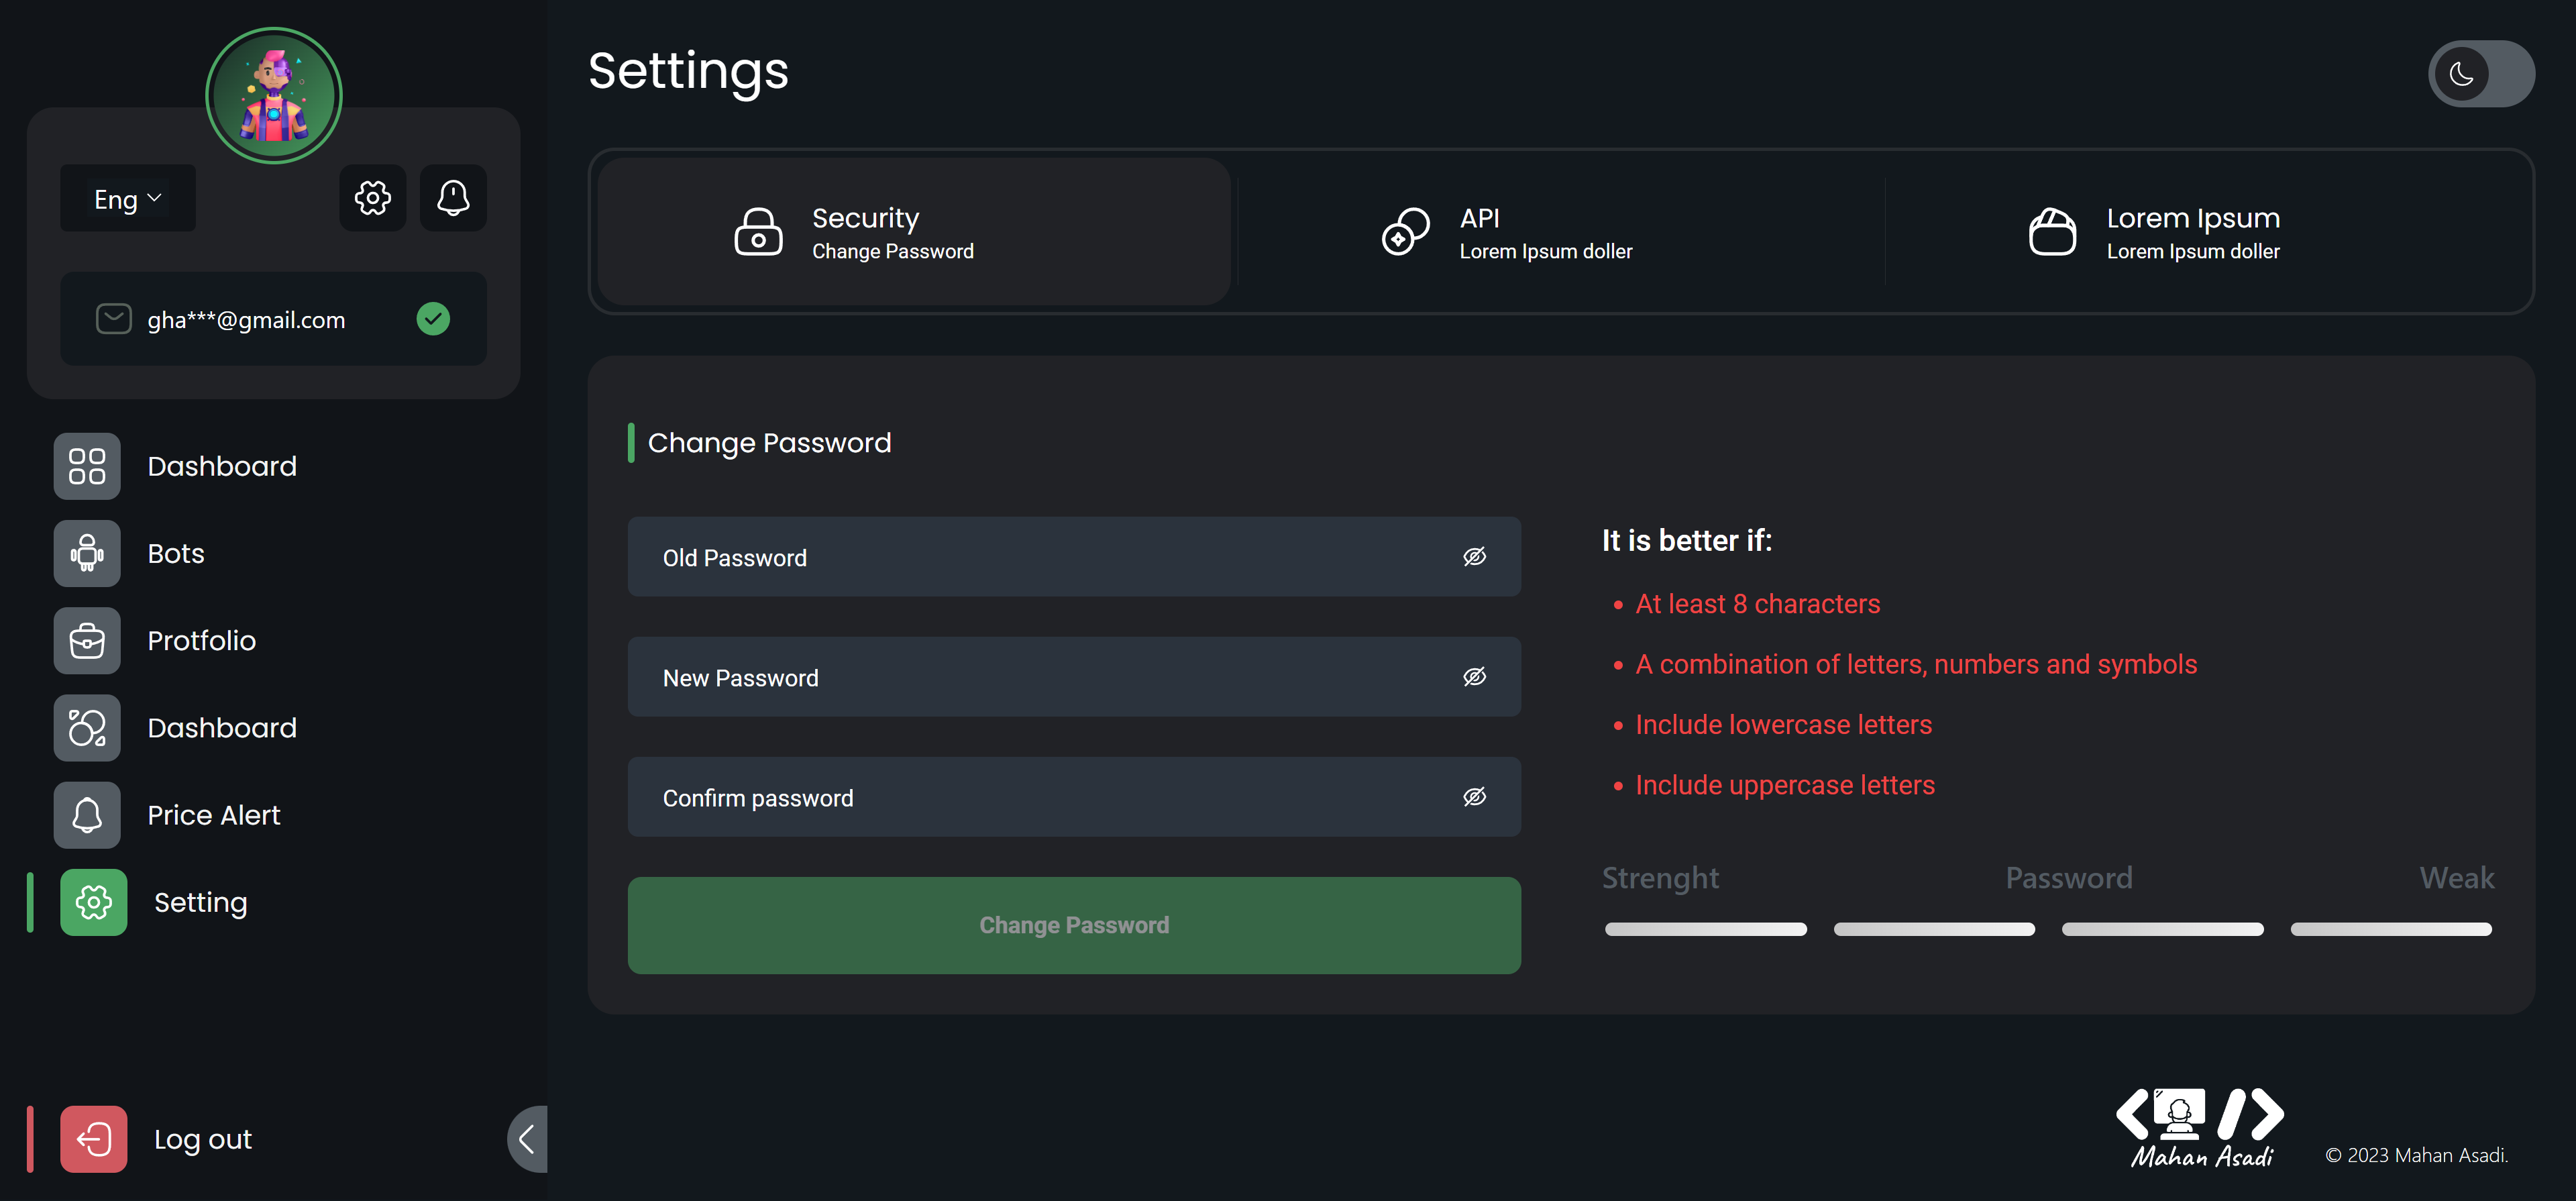 Settings
Eng
gha***@gmail.com
Dashboard
Bots
Protfolio
Dashboard
Price Alert
Setting
Log out
Security
Change Password
API
Lorem Ipsum doller
Lorem Ipsum
Lorem Ipsum doller
Change Password
Old Password
New Password
Confirm password
Change Password
It is better if:
At least 8 characters
A combination of letters, numbers and symbols
Include lowercase letters
Include uppercase letters
Strenght Password Weak
Mahan Asadi
© 2023 Mahan Asadi.